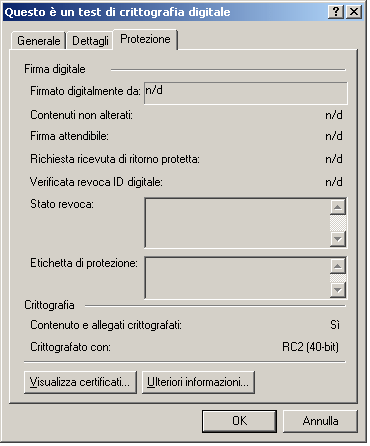 Questo è un test di crittografia digitale
Generale Dettagli Protezione
Firma digitale
Firmato digitalmente da: n/d
Contenuti non alterati: n/d
Firma attendibile: n/d
Richiesta ricevuta di ritorno protetta: n/d
Verificata revoca ID digitale: n/d
Stato revoca:
Etichetta di protezione:
Crittografia
Contenuto e allegati crittografati: Sì
Crittografato con: RC2 (40-bit)
Visualizza certificati... Ulteriori informazioni...
OK Annulla